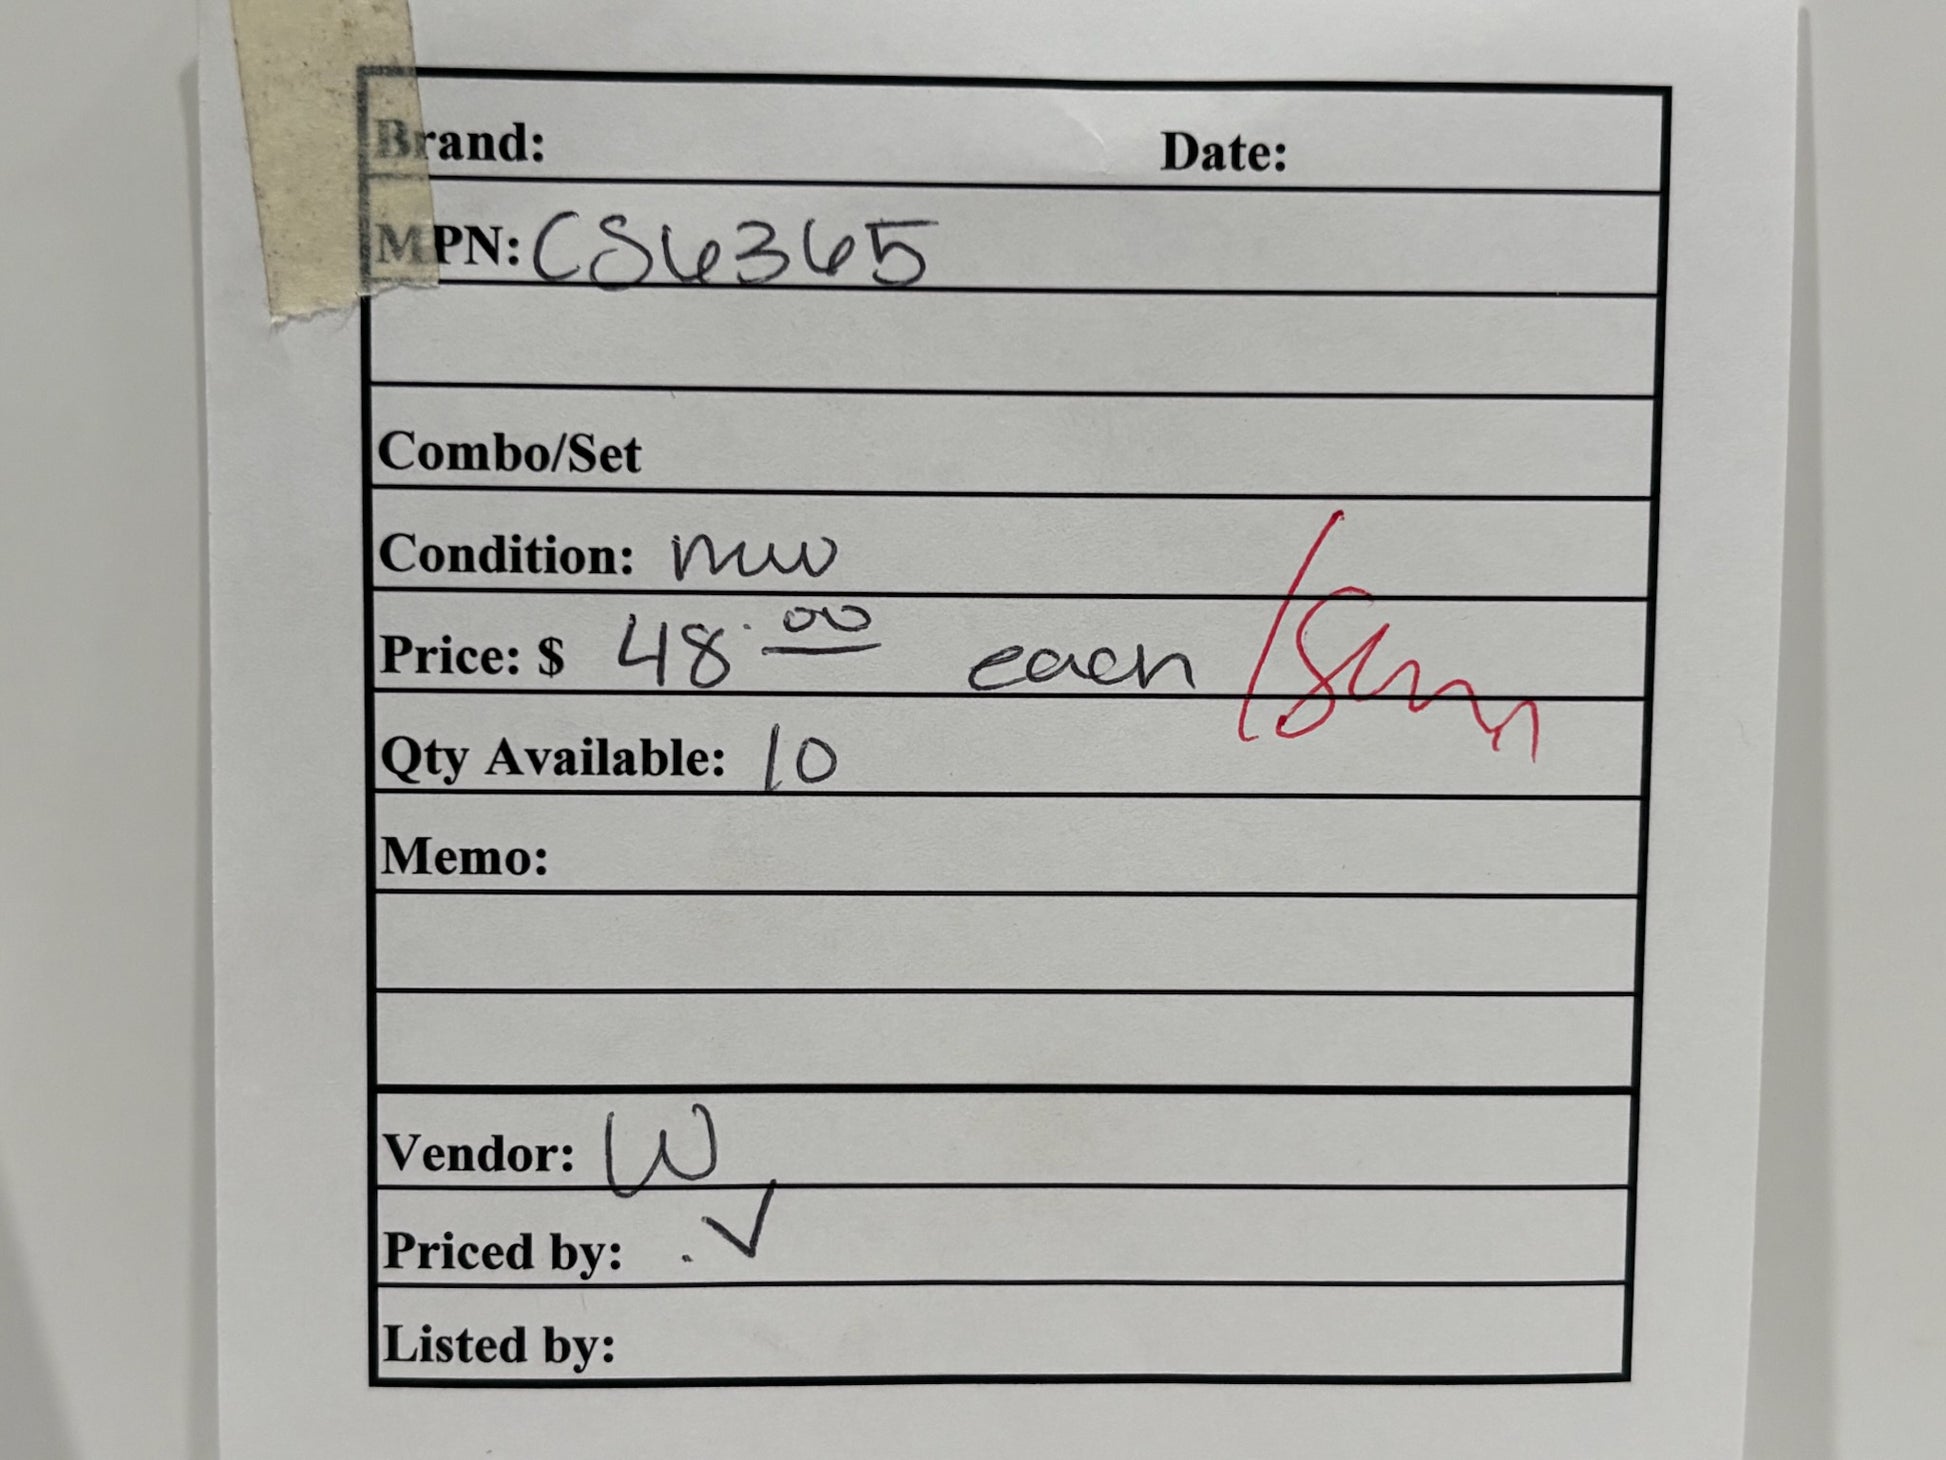 Brand: Date:
MPN: CS6365
Combo/Set
Condition: new
Price: $ 48.00 each
Qty Available: 10
Memo:
Vendor: W
Priced by: ✓
Listed by: